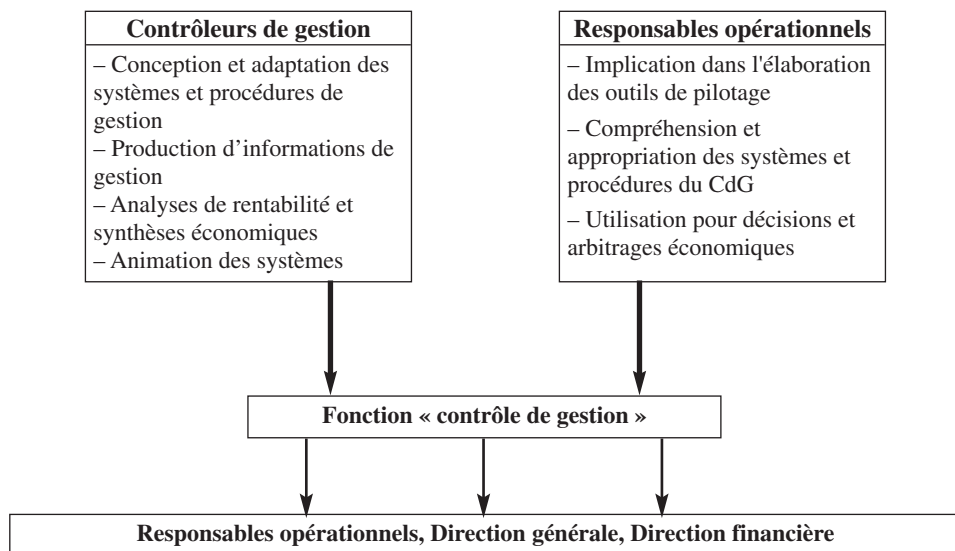 Contrôleurs de gestion
– Conception et adaptation des
systèmes et procédures de
gestion
– Production d’informations de
gestion
– Analyses de rentabilité et
synthèses économiques
– Animation des systèmes
Responsables opérationnels
– Implication dans l'élaboration
des outils de pilotage
– Compréhension et
appropriation des systèmes et
procédures du CdG
– Utilisation pour décisions et
arbitrages économiques
Fonction « contrôle de gestion »
Responsables opérationnels, Direction générale, Direction financière